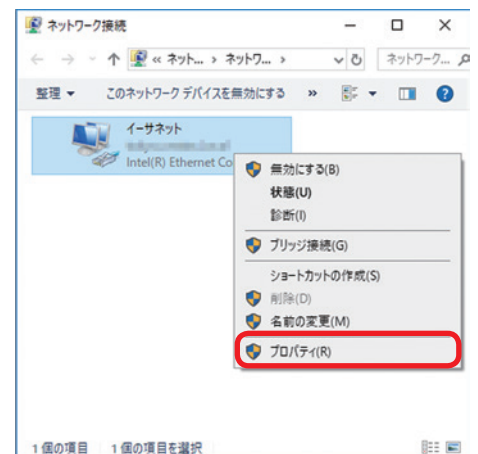 ネットワーク接続
« ネット... › ネットワ... ›
ネットワーク...
整理 ▼ このネットワーク デバイスを無効にする »
イーサネット
Intel(R) Ethernet Co
無効にする(B)
状態(U)
診断(I)
ブリッジ接続(G)
ショートカットの作成(S)
削除(D)
名前の変更(M)
プロパティ(R)
1 個の項目 1 個の項目を選択